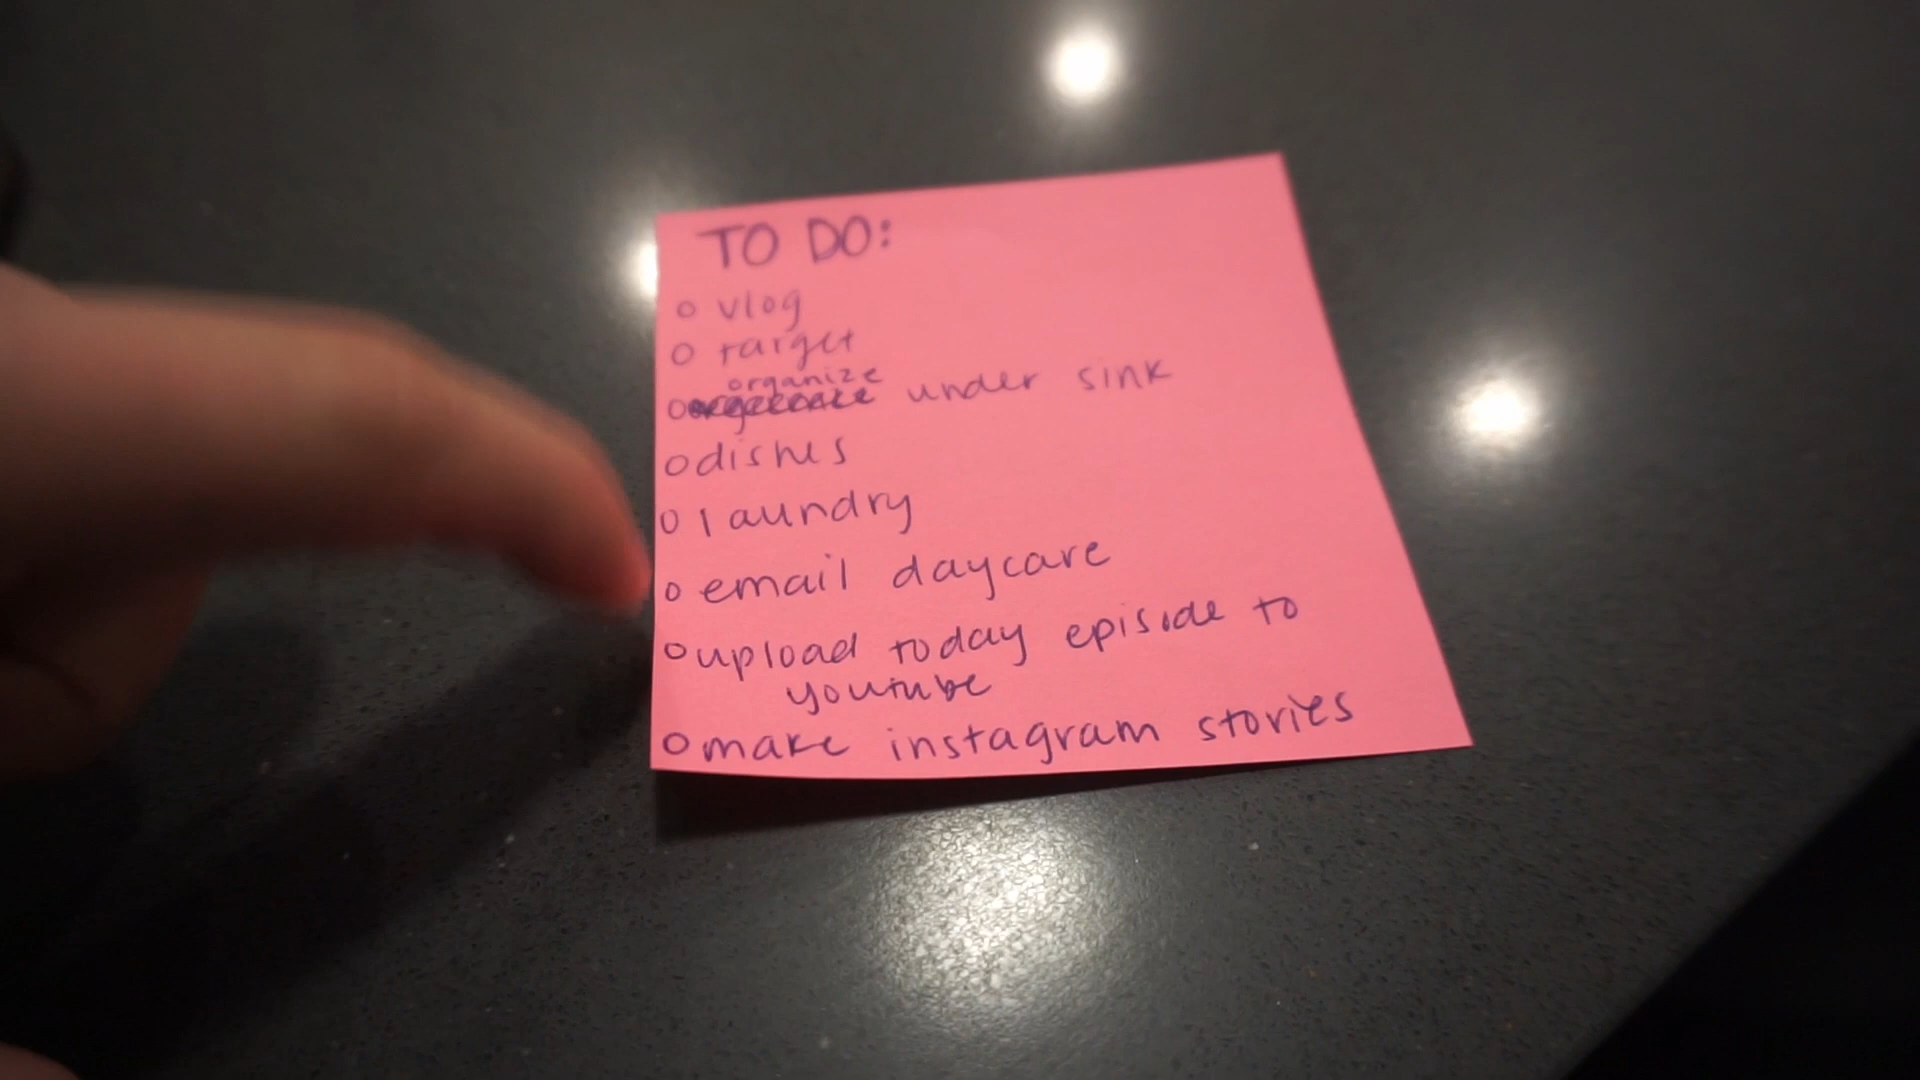 TO DO:
o vlog
o target
organize
o under sink
o dishes
o laundry
o email daycare
o upload today episode to
youtube
o make instagram stories